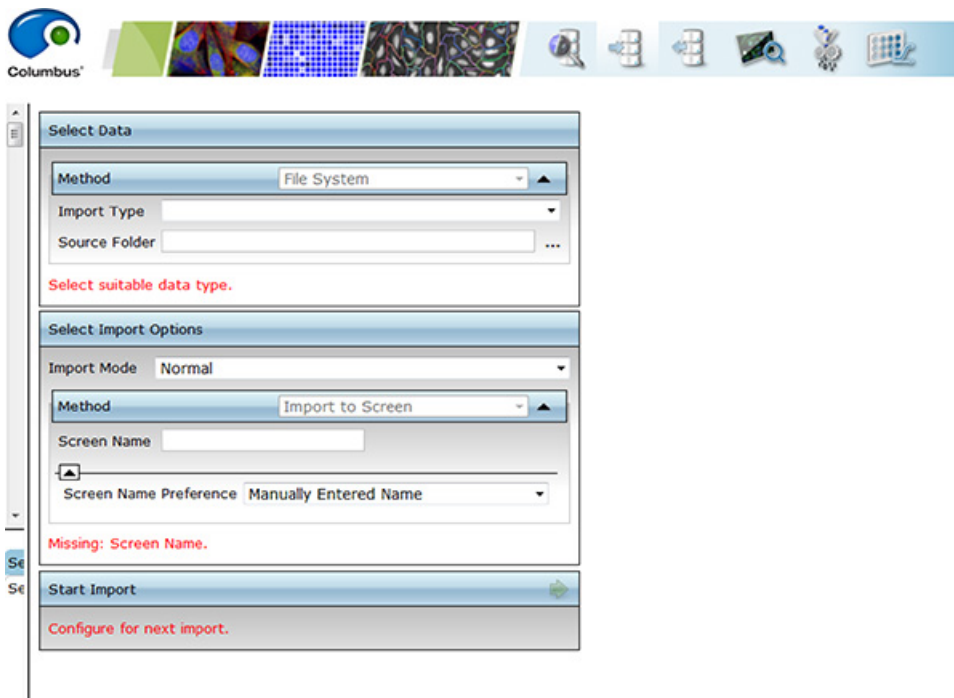 Columbus'
Select Data
Method File System
Import Type
Source Folder ...
Select suitable data type.
Select Import Options
Import Mode Normal
Method Import to Screen
Screen Name
Screen Name Preference Manually Entered Name
Missing: Screen Name.
Se
Se Start Import
Configure for next import.